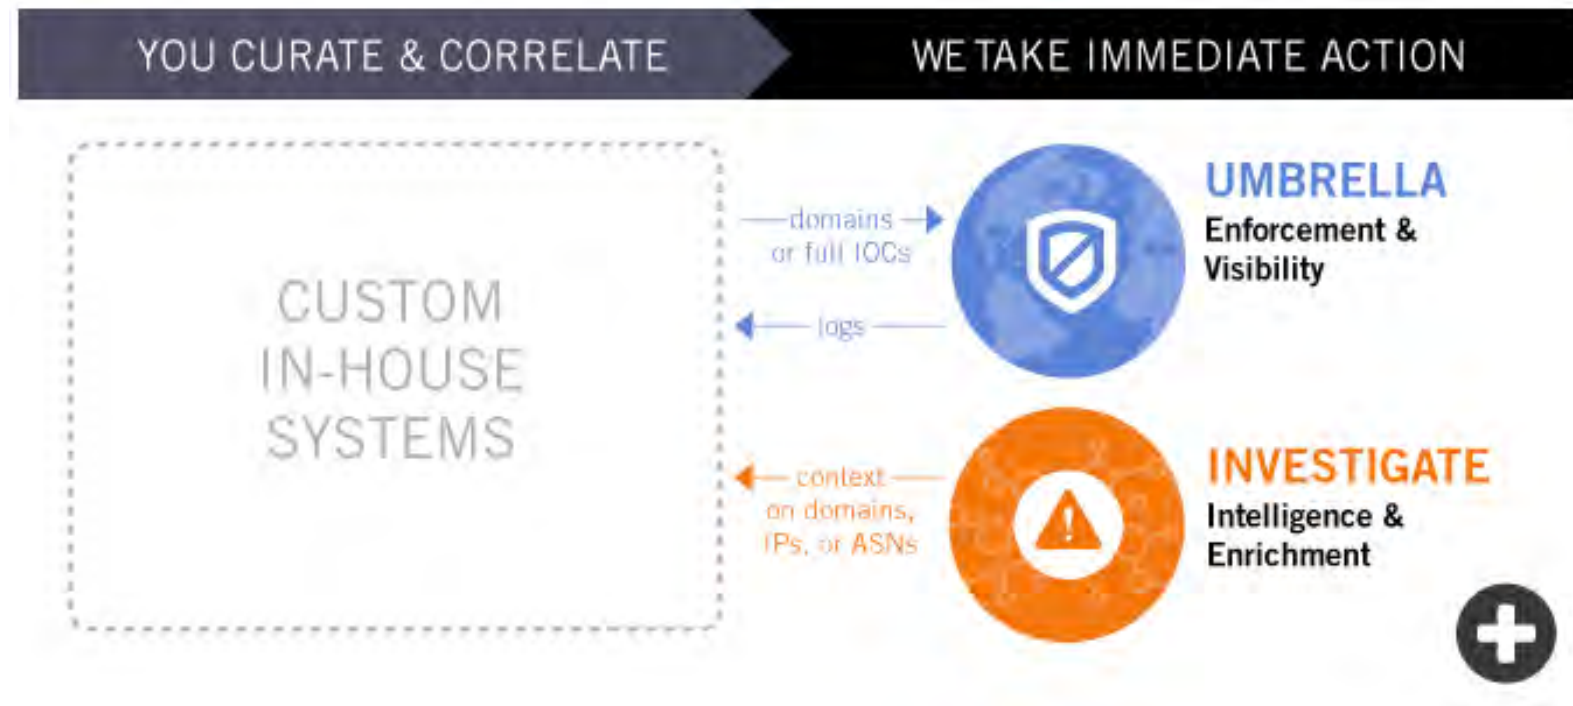 YOU CURATE & CORRELATE
WE TAKE IMMEDIATE ACTION
CUSTOM
IN-HOUSE
SYSTEMS
domains
or full IOCs
logs
context
on domains,
IPs, or ASNs
UMBRELLA
Enforcement &
Visibility
INVESTIGATE
Intelligence &
Enrichment